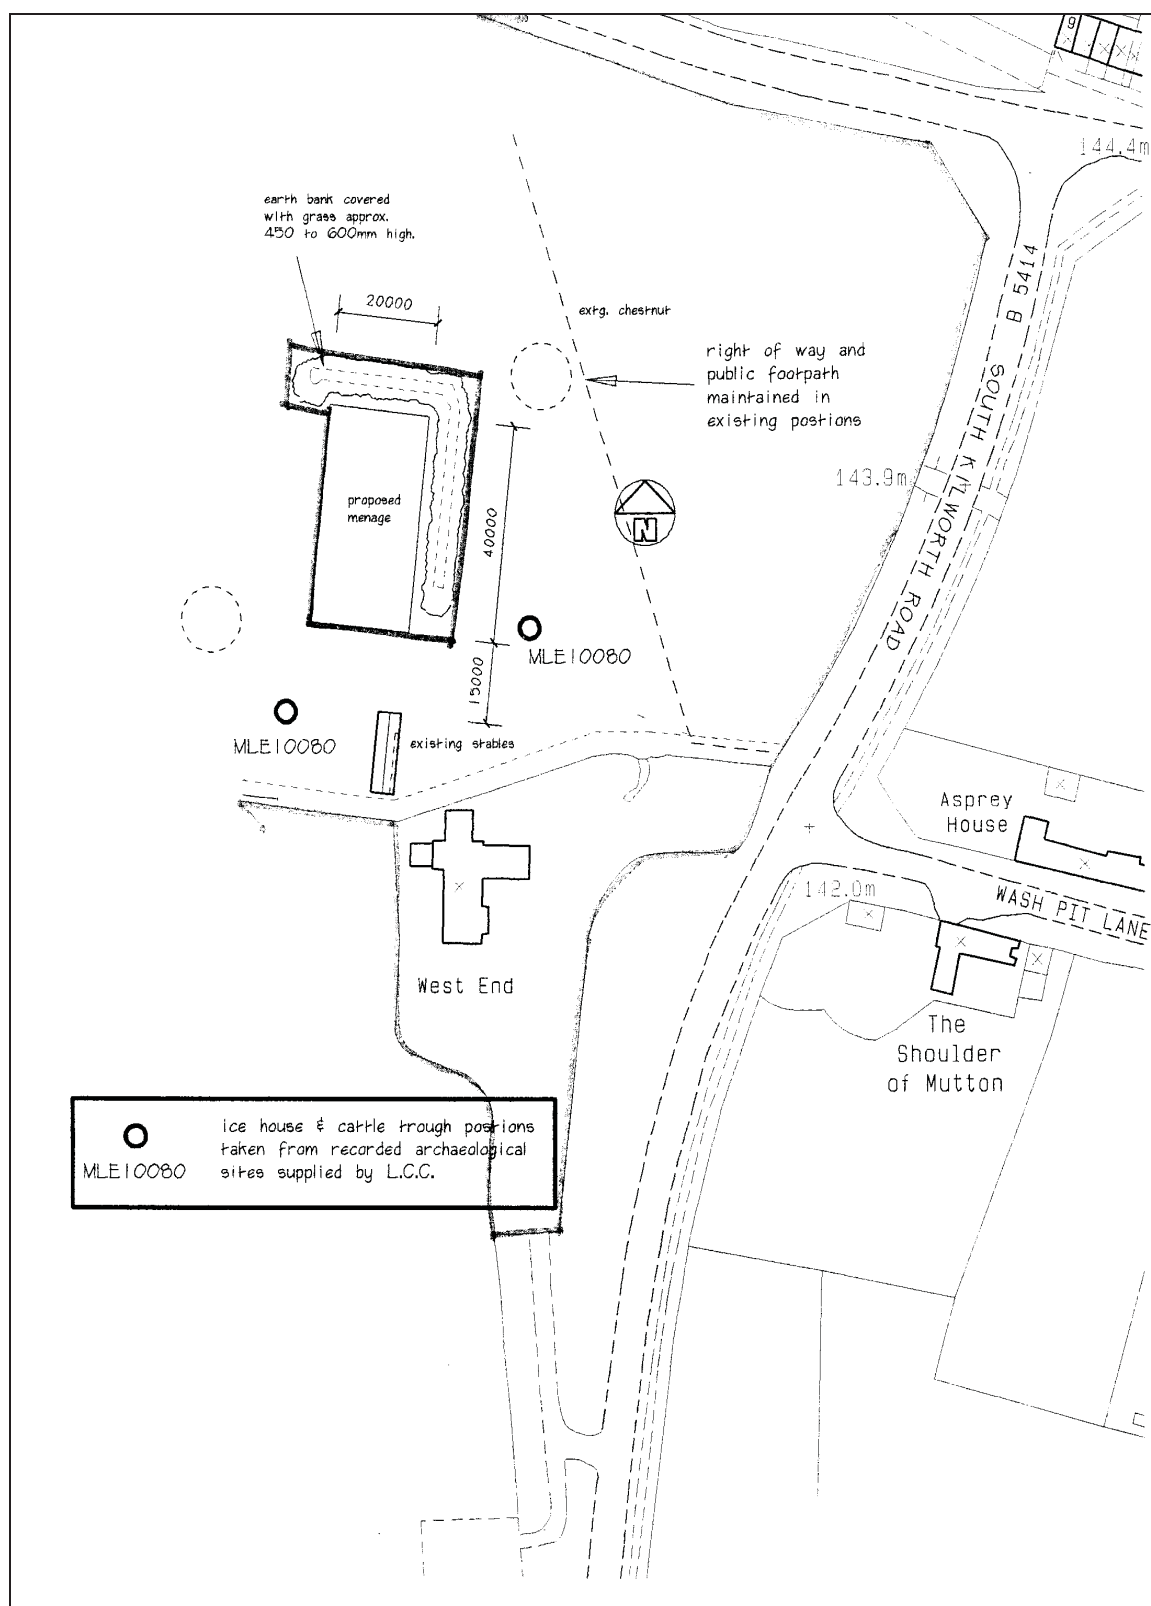 9
144.4m
earth bank covered
with grass approx.
450 to 600mm high.
B 5414
20000
extg. chestnut
right of way and
public footpath
maintained in
existing postions
SOUTH KILWORTH ROAD
143.9m
proposed
menage
40000
N
MLE10080
15000
MLE10080
existing stables
Asprey
House
142.0m
WASH PIT LANE
West End
The
Shoulder
of Mutton
ice house & cattle trough postions
taken from recorded archaeological
sites supplied by L.C.C.
MLE10080